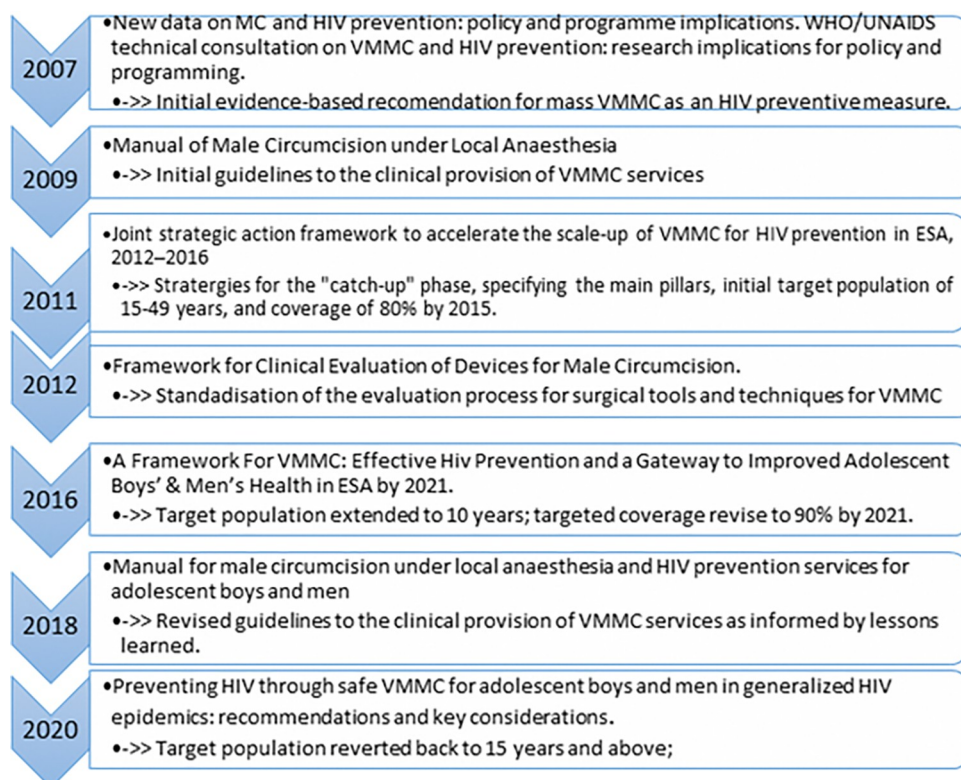 2007
•New data on MC and HIV prevention: policy and programme implications. WHO/UNAIDS
technical consultation on VMMC and HIV prevention: research implications for policy and
programming.
•->> Initial evidence-based recomendation for mass VMMC as an HIV preventive measure.
2009
•Manual of Male Circumcision under Local Anaesthesia
•->> Initial guidelines to the clinical provision of VMMC services
2011
•Joint strategic action framework to accelerate the scale-up of VMMC for HIV prevention in ESA,
2012–2016
•->> Stratergies for the "catch-up" phase, specifying the main pillars, initial target population of
15-49 years, and coverage of 80% by 2015.
2012
•Framework for Clinical Evaluation of Devices for Male Circumcision.
•->> Standadisation of the evaluation process for surgical tools and techniques for VMMC
2016
•A Framework For VMMC: Effective Hiv Prevention and a Gateway to Improved Adolescent
Boys' & Men's Health in ESA by 2021.
•->> Target population extended to 10 years; targeted coverage revise to 90% by 2021.
2018
•Manual for male circumcision under local anaesthesia and HIV prevention services for
adolescent boys and men
•->> Revised guidelines to the clinical provision of VMMC services as informed by lessons
learned.
2020
•Preventing HIV through safe VMMC for adolescent boys and men in generalized HIV
epidemics: recommendations and key considerations.
•->> Target population reverted back to 15 years and above;